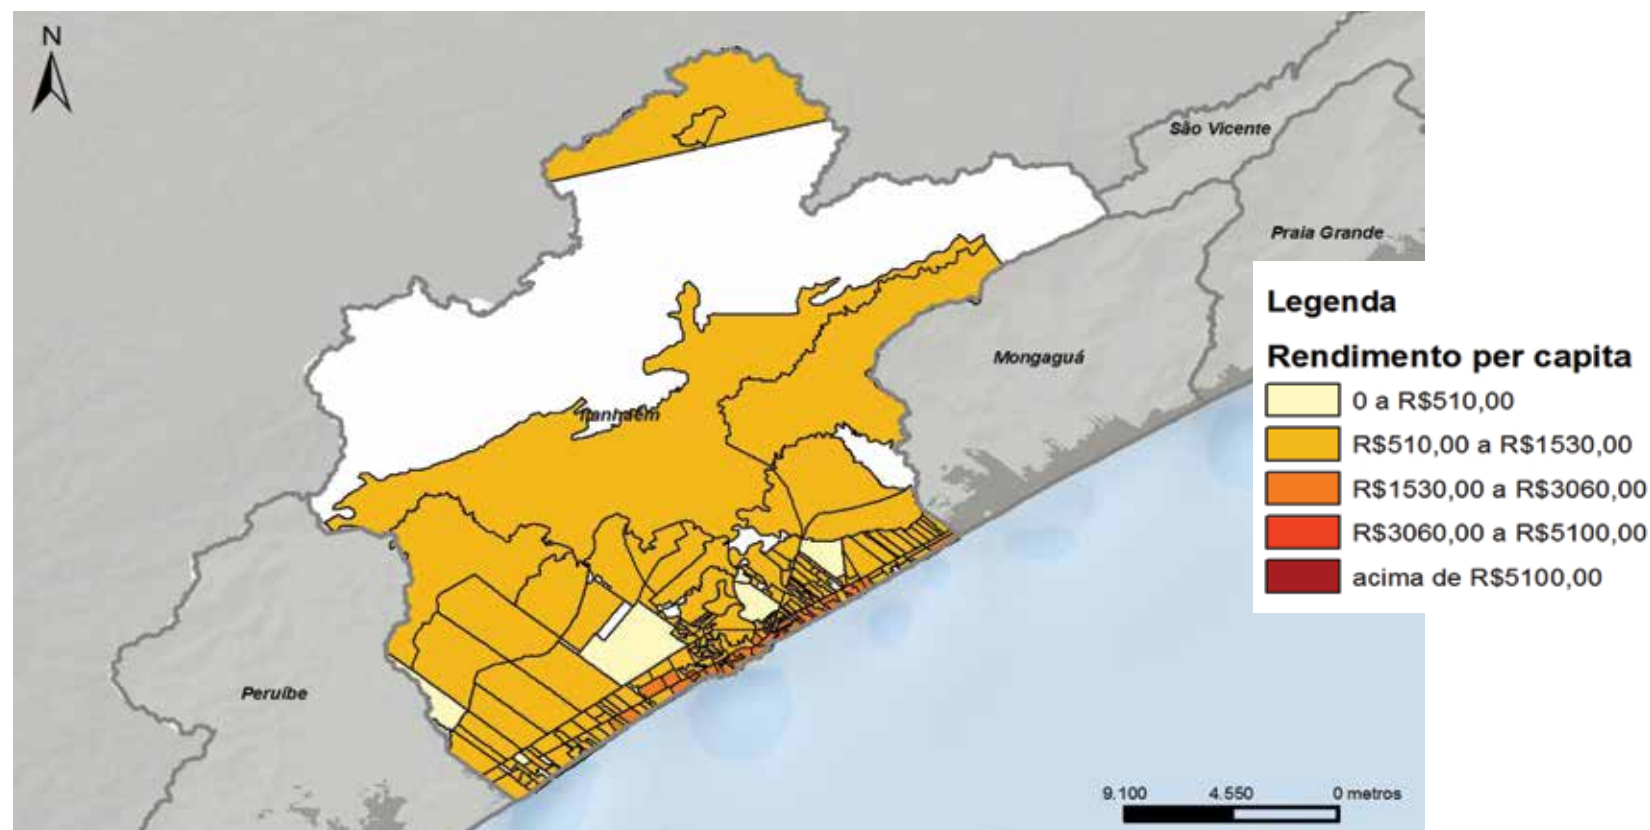 N
São Vicente
Praia Grande
Legenda
Rendimento per capita
0 a R$510,00
R$510,00 a R$1530,00
R$1530,00 a R$3060,00
R$3060,00 a R$5100,00
acima de R$5100,00
Mongaguá
Itanhaém
Peruíbe
9.100 4.550 0 metros